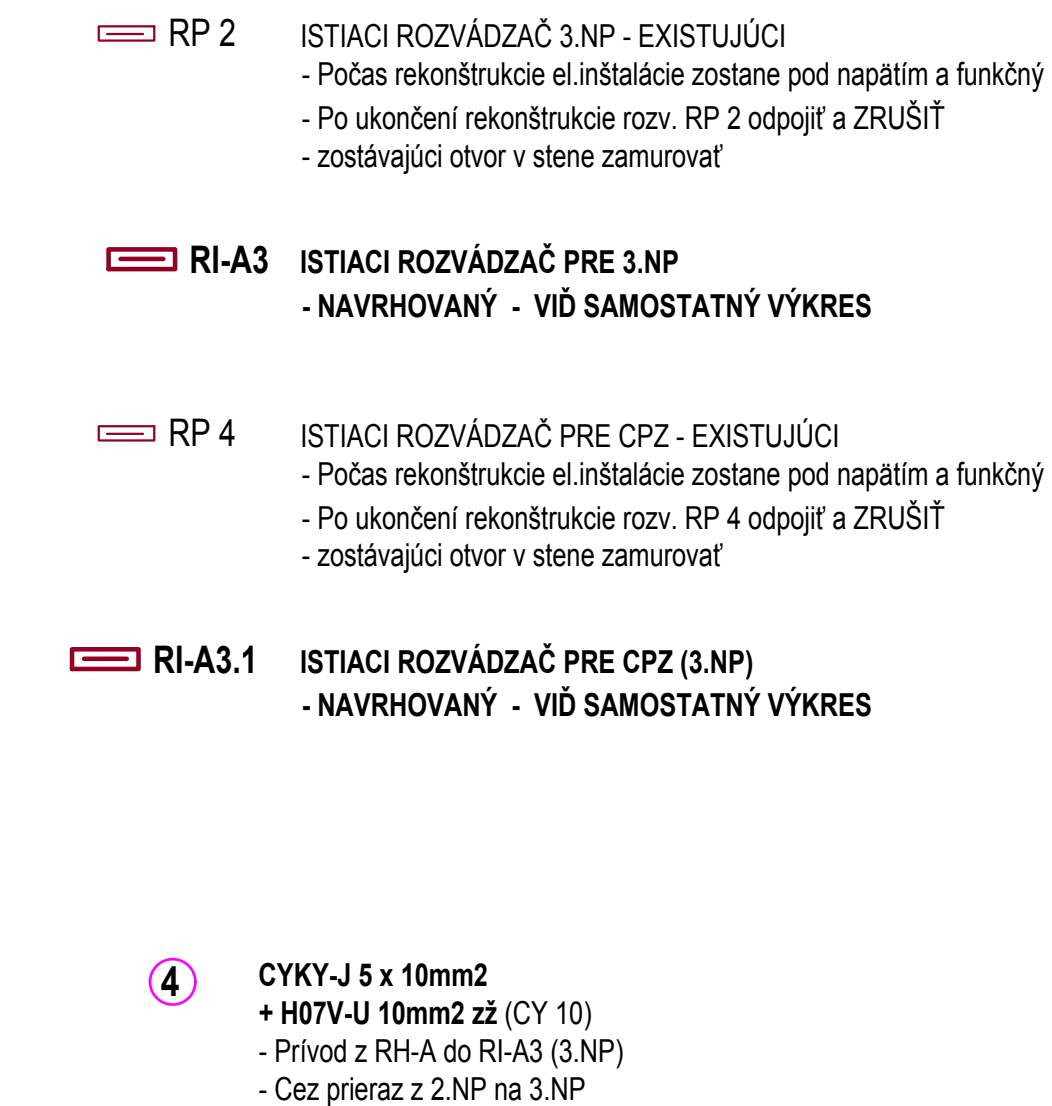 RP 2 ISTIACI ROZVÁDZAČ 3.NP - EXISTUJÚCI
- Počas rekonštrukcie el.inštalácie zostane pod napätím a funkčný
- Po ukončení rekonštrukcie rozv. RP 2 odpojiť a ZRUŠIŤ
- zostávajúci otvor v stene zamurovať
RI-A3 ISTIACI ROZVÁDZAČ PRE 3.NP
- NAVRHOVANÝ - VIĎ SAMOSTATNÝ VÝKRES
RP 4 ISTIACI ROZVÁDZAČ PRE CPZ - EXISTUJÚCI
- Počas rekonštrukcie el.inštalácie zostane pod napätím a funkčný
- Po ukončení rekonštrukcie rozv. RP 4 odpojiť a ZRUŠIŤ
- zostávajúci otvor v stene zamurovať
RI-A3.1 ISTIACI ROZVÁDZAČ PRE CPZ (3.NP)
- NAVRHOVANÝ - VIĎ SAMOSTATNÝ VÝKRES
4 CYKY-J 5 x 10mm2
+ H07V-U 10mm2 zž (CY 10)
- Prívod z RH-A do RI-A3 (3.NP)
- Cez prieraz z 2.NP na 3.NP